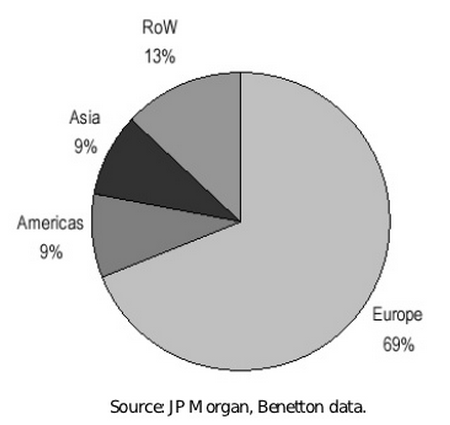 RoW
13%
Asia
9%
Americas
9%
Europe
69%
Source: JP Morgan, Benetton data.